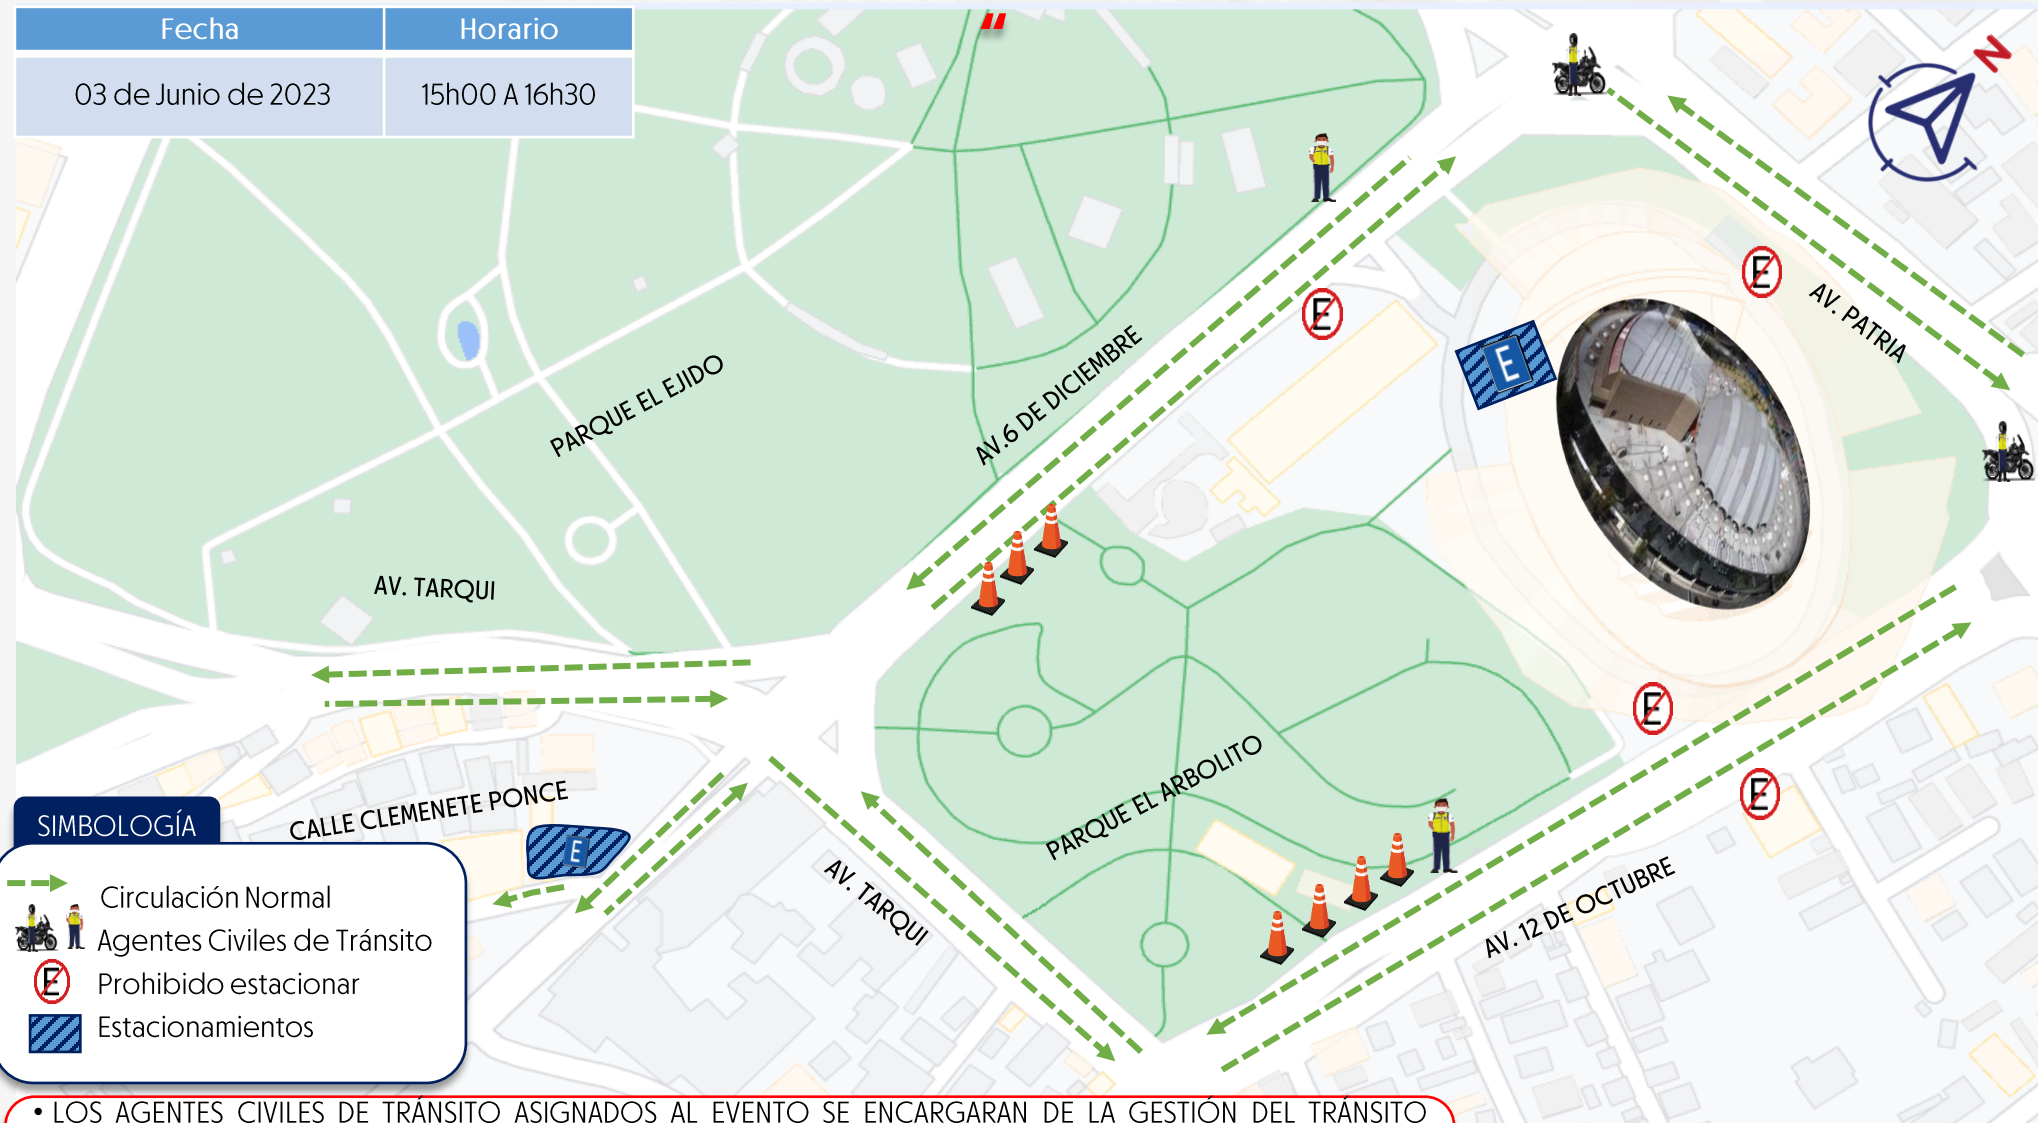 Fecha Horario
03 de Junio de 2023 15h00 A 16h30
"
N
E
E
AV. PATRIA
E
AV.6 DE DICIEMBRE
PARQUE EL EJIDO
AV. TARQUI
E
E
PARQUE EL ARBOLITO
CALLE CLEMENETE PONCE
E
AV. TARQUI
AV. 12 DE OCTUBRE
SIMBOLOGÍA
Circulación Normal
Agentes Civiles de Tránsito
E Prohibido estacionar
Estacionamientos
• LOS AGENTES CIVILES DE TRÁNSITO ASIGNADOS AL EVENTO SE ENCARGARAN DE LA GESTIÓN DEL TRÁNSITO